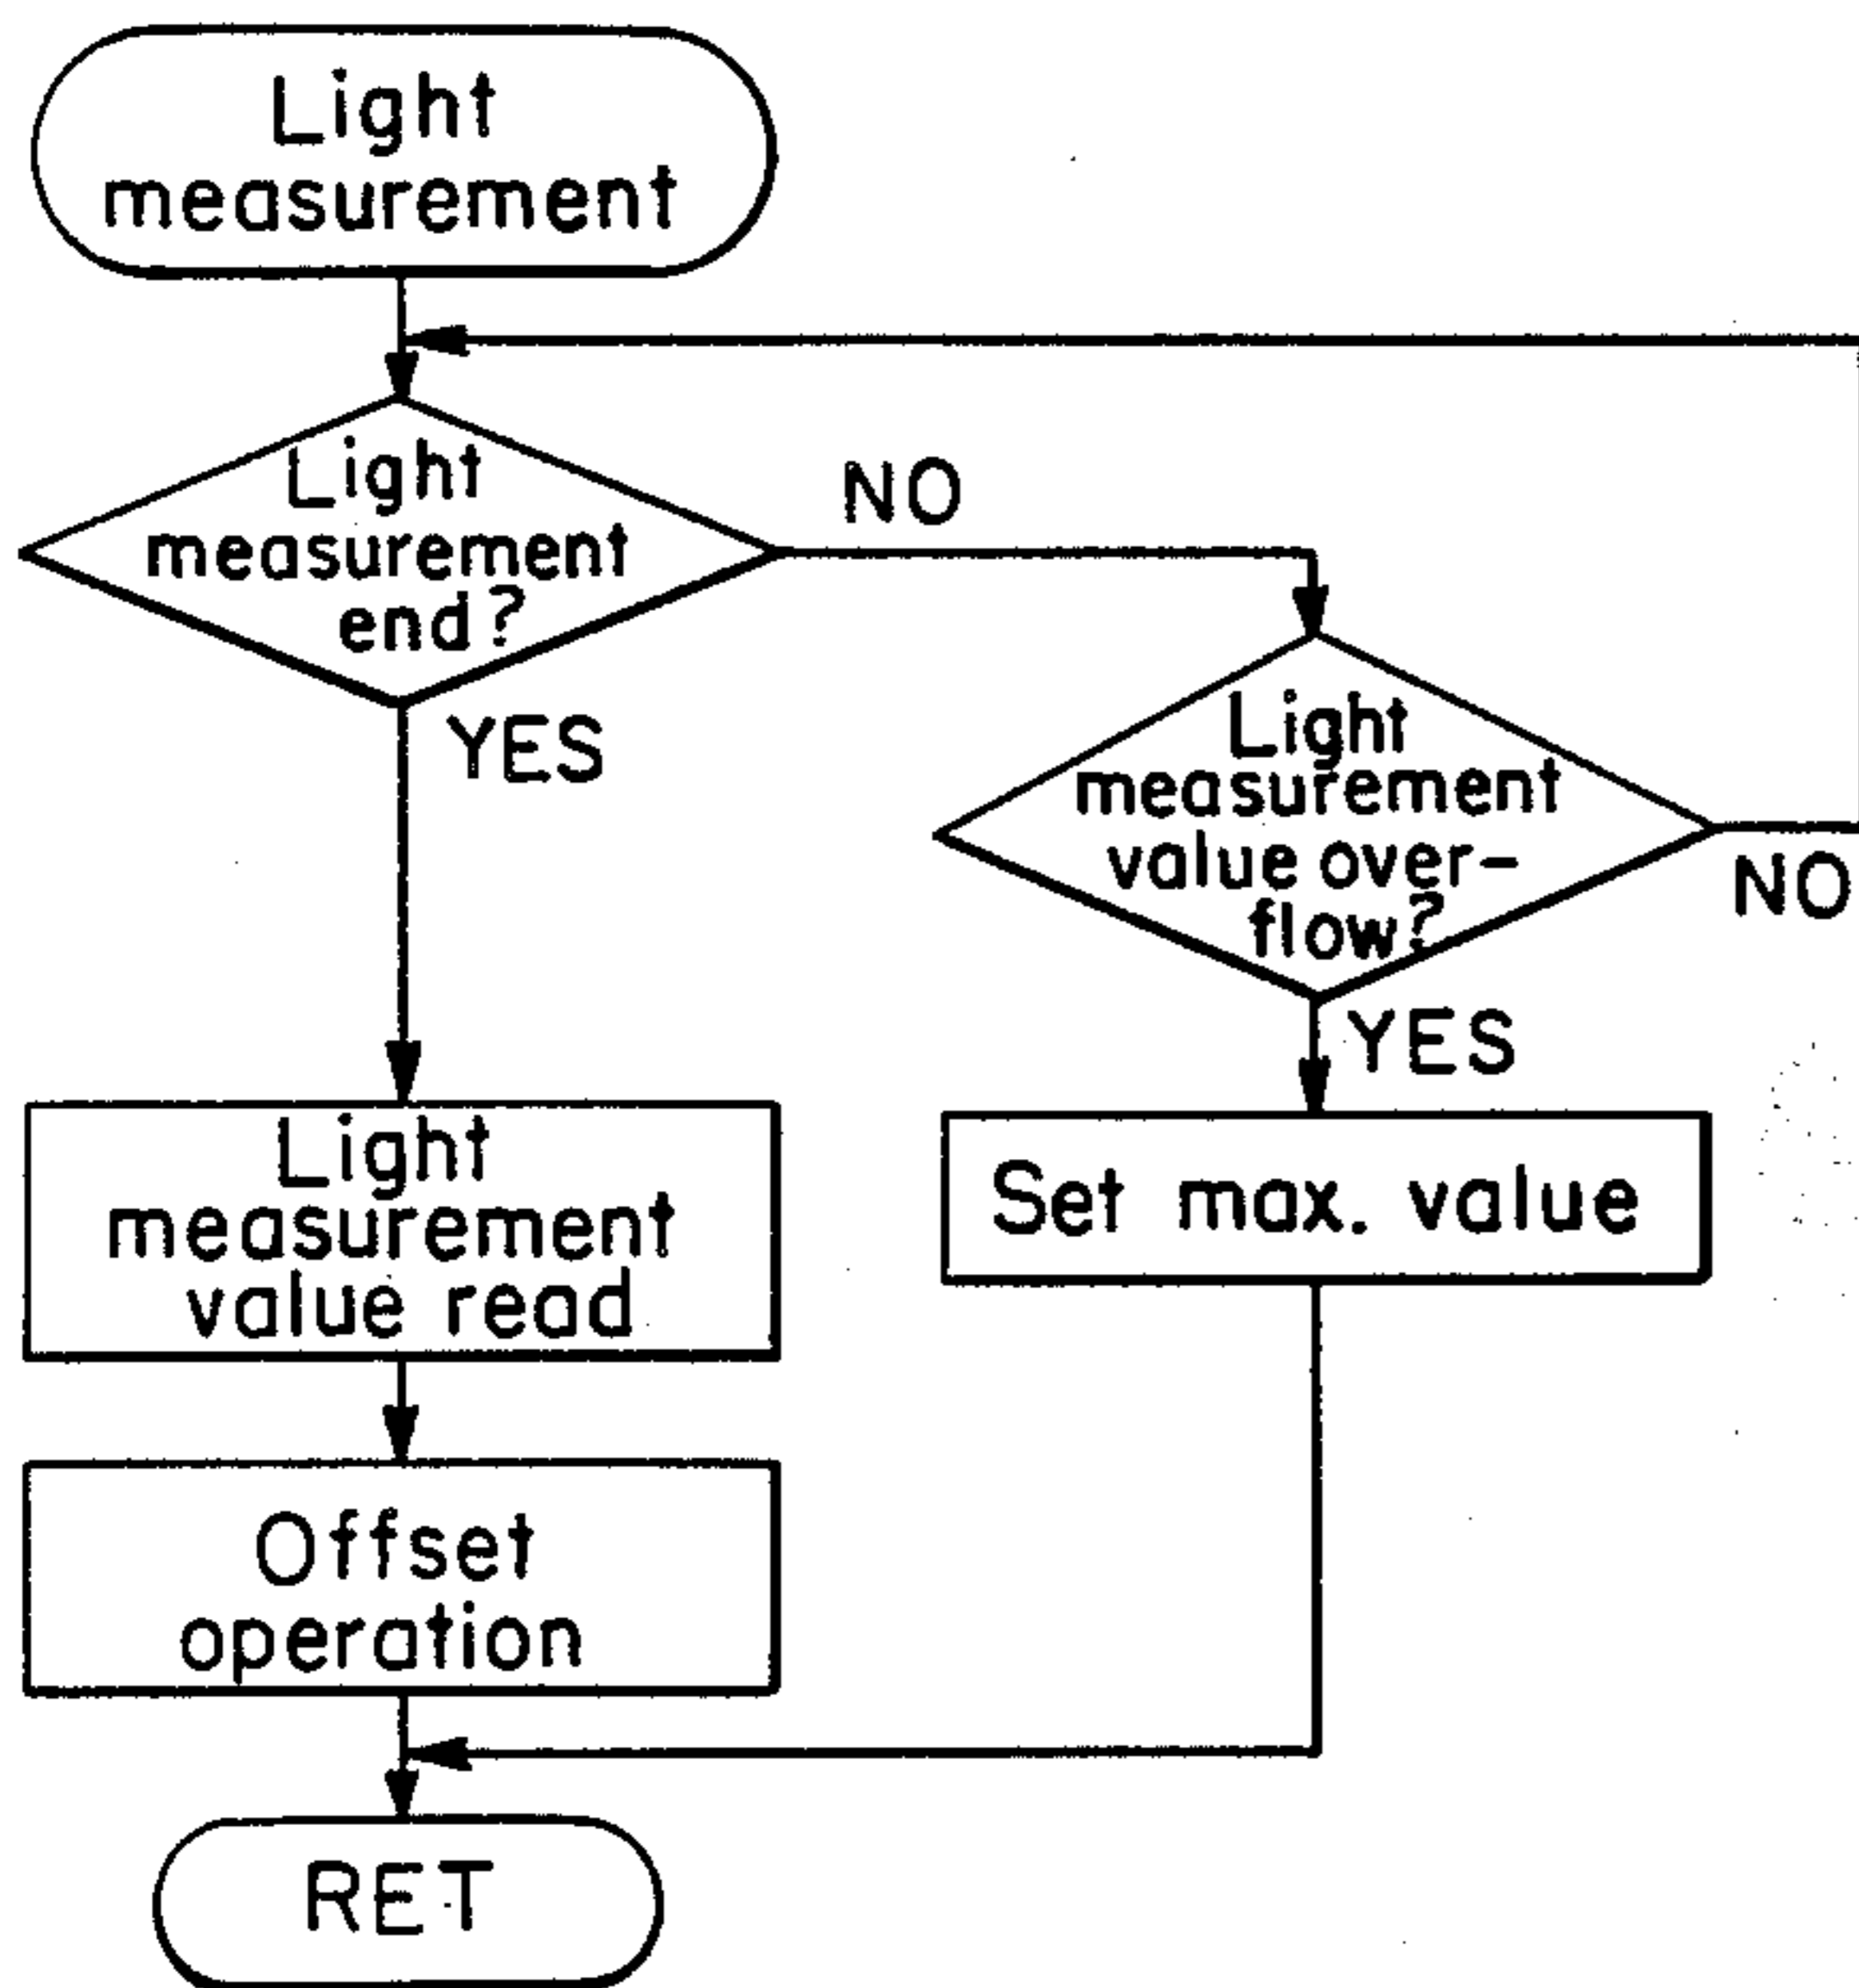 Light
measurement
Light
measurement
end?
NO
YES
Light
measurement
value over-
flow?
NO
YES
Light
measurement
value read
Set max. value
Offset
operation
RET